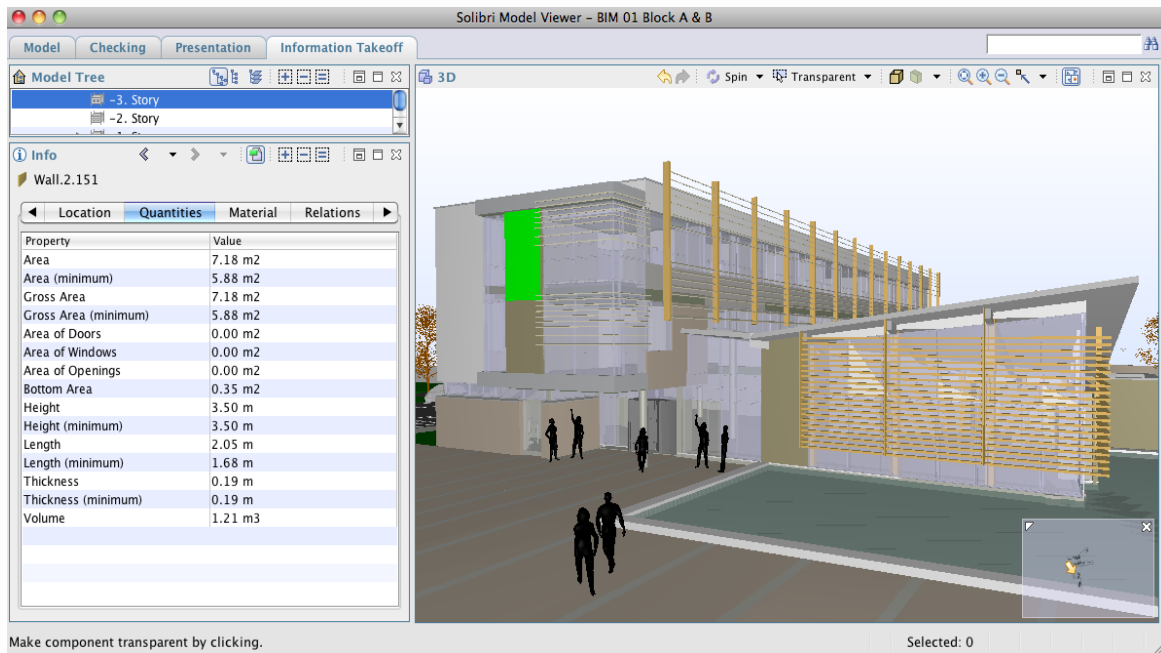 Solibri Model Viewer – BIM 01 Block A & B
Model Checking Presentation Information Takeoff
Model Tree
-3. Story
-2. Story
3D Spin Transparent
Info
Wall.2.151
Location Quantities Material Relations
Property Value
Area 7.18 m2
Area (minimum) 5.88 m2
Gross Area 7.18 m2
Gross Area (minimum) 5.88 m2
Area of Doors 0.00 m2
Area of Windows 0.00 m2
Area of Openings 0.00 m2
Bottom Area 0.35 m2
Height 3.50 m
Height (minimum) 3.50 m
Length 2.05 m
Length (minimum) 1.68 m
Thickness 0.19 m
Thickness (minimum) 0.19 m
Volume 1.21 m3
Make component transparent by clicking.
Selected: 0